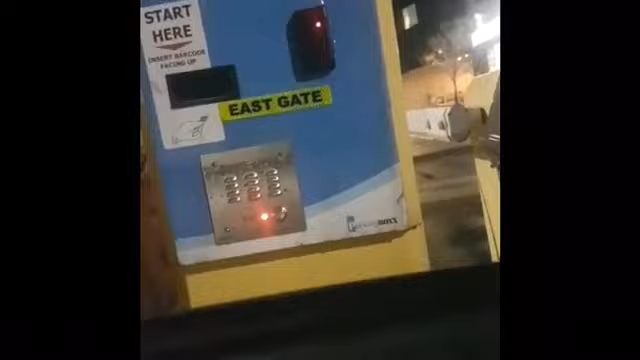 START
HERE
INSERT BARCODE
FACING UP
EAST GATE